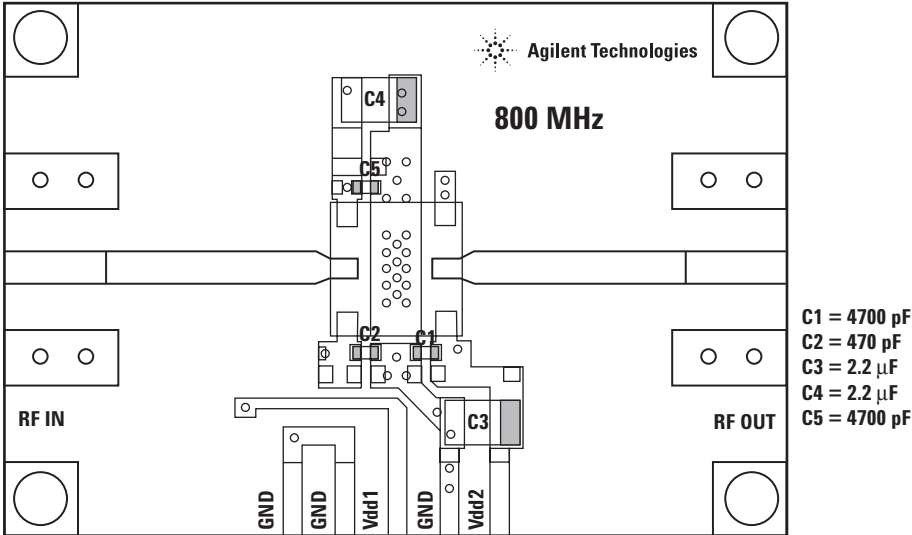 Agilent Technologies
800 MHz
C4
C5
C2
C1
C3
RF IN
RF OUT
GND
GND
Vdd1
GND
Vdd2
C1 = 4700 pF
C2 = 470 pF
C3 = 2.2 μF
C4 = 2.2 μF
C5 = 4700 pF